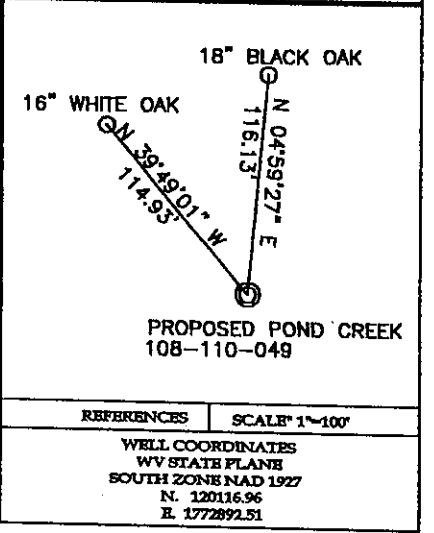 18" BLACK OAK
16" WHITE OAK
N 04°59'27" E
116.13'
N 39°49'01" W
114.93'
PROPOSED POND CREEK
108-110-049
REFERENCES SCALE" 1"=100'
WELL COORDINATES
WV STATE PLANE
SOUTH ZONE NAD 1927
N. 120116.96
E. 1772892.51